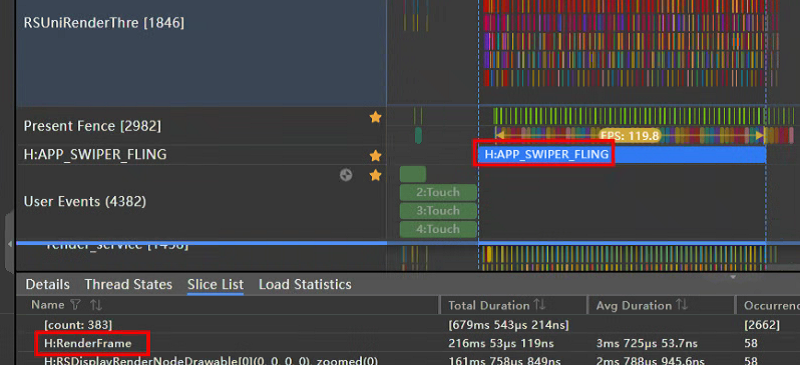 RSUniRenderThre [1846]
Present Fence [2982]
FPS: 119.8
H:APP_SWIPER_FLING
H:APP_SWIPER_FLING
User Events (4382)
2:Touch
3:Touch
4:Touch
render_service [1456]
Details Thread States Slice List Load Statistics
Name Total Duration Avg Duration Occurrenc
[count: 383] [679ms 543μs 214ns] [2662]
H:RenderFrame 216ms 53μs 119ns 3ms 725μs 53.7ns 58
H:RSDisplayRenderNodeDrawable[0](0, 0, 0, 0), zoomed(0) 161ms 758μs 849ns 2ms 788μs 945.6ns 58